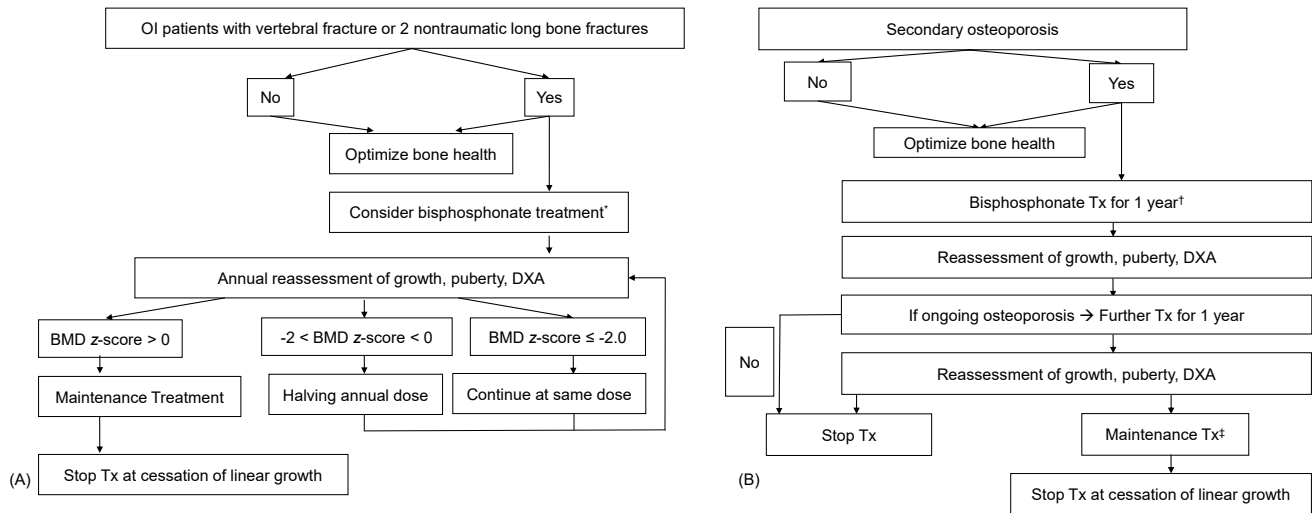 OI patients with vertebral fracture or 2 nontraumatic long bone fractures
No
Yes
Optimize bone health
Consider bisphosphonate treatment*
Annual reassessment of growth, puberty, DXA
BMD z-score > 0
-2 < BMD z-score < 0
BMD z-score ≤ -2.0
Maintenance Treatment
Halving annual dose
Continue at same dose
Stop Tx at cessation of linear growth
(A)
Secondary osteoporosis
No
Yes
Optimize bone health
Bisphosphonate Tx for 1 year†
Reassessment of growth, puberty, DXA
If ongoing osteoporosis → Further Tx for 1 year
No
Reassessment of growth, puberty, DXA
Stop Tx
Maintenance Tx‡
Stop Tx at cessation of linear growth
(B)